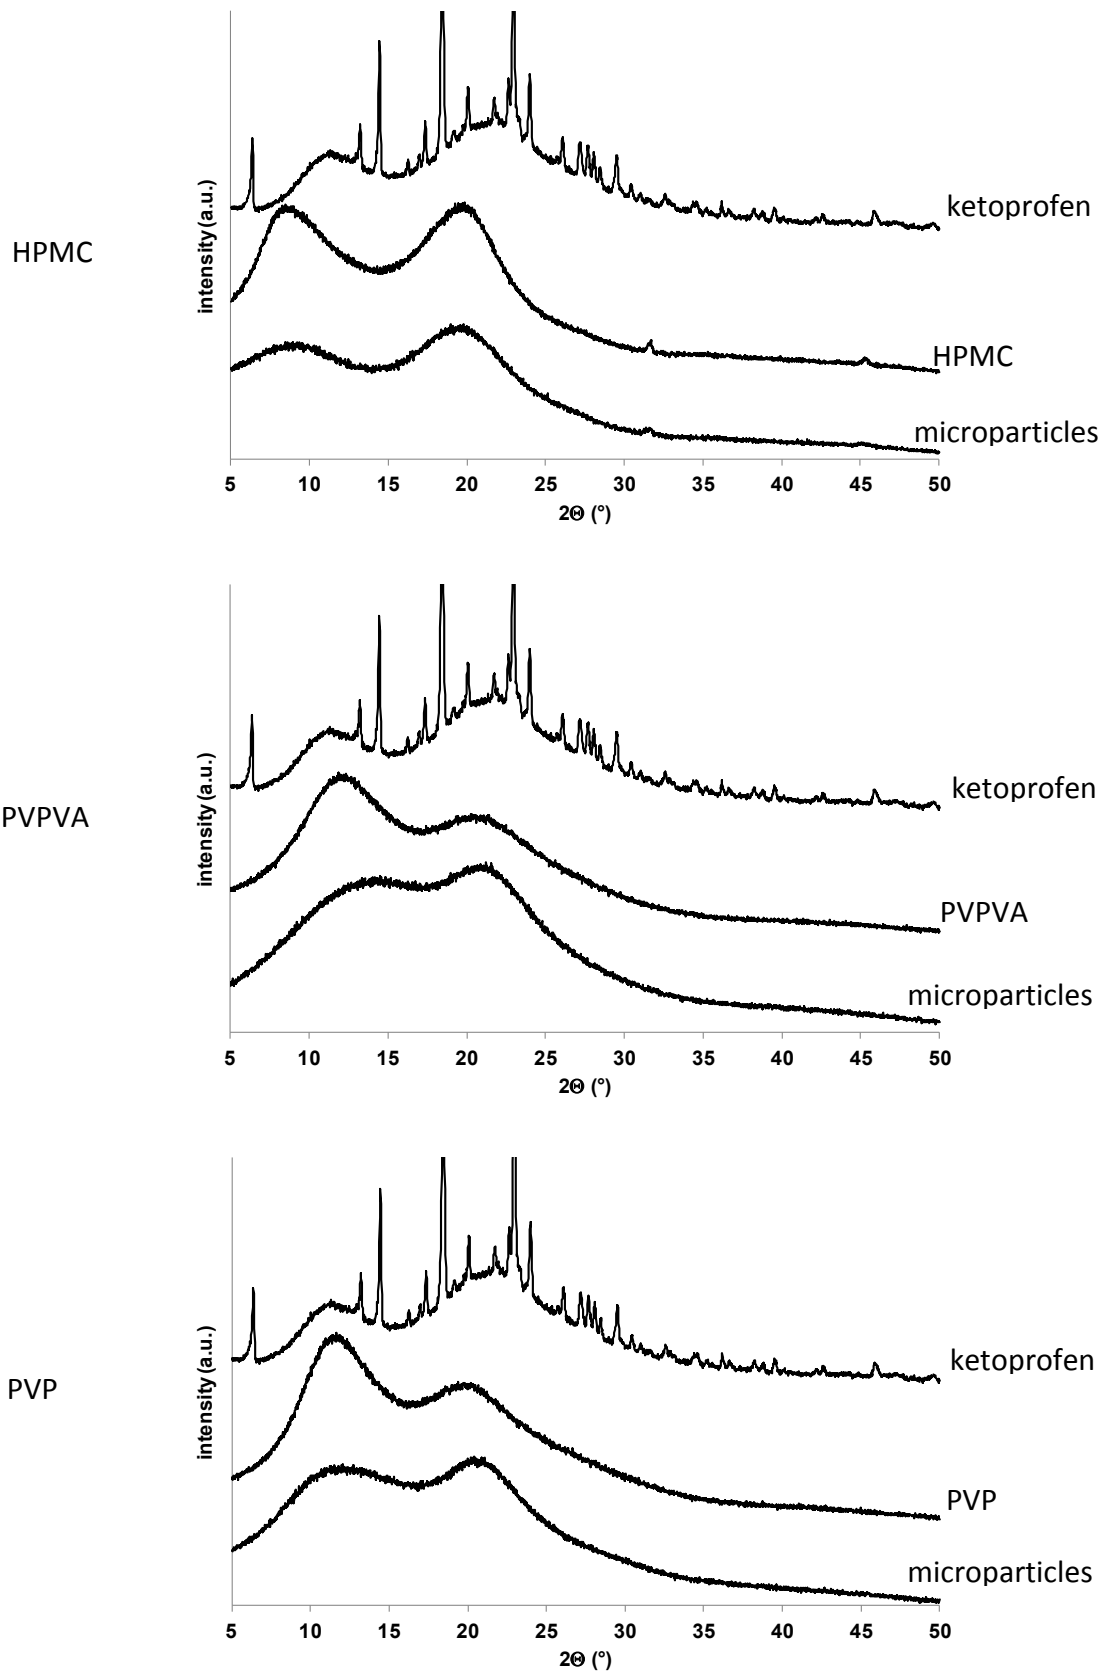 ketoprofen
HPMC
intensity (a.u.)
HPMC
microparticles
5 10 15 20 25 30 35 40 45 50
2Θ (°)
ketoprofen
PVPVA
intensity (a.u.)
PVPVA
microparticles
5 10 15 20 25 30 35 40 45 50
2Θ (°)
ketoprofen
PVP
intensity (a.u.)
PVP
microparticles
5 10 15 20 25 30 35 40 45 50
2Θ (°)